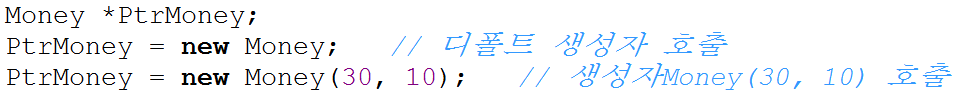 Money *PtrMoney;
PtrMoney = new Money;   // 디폴트 생성자 호출
PtrMoney = new Money(30, 10);   // 생성자Money(30, 10) 호출